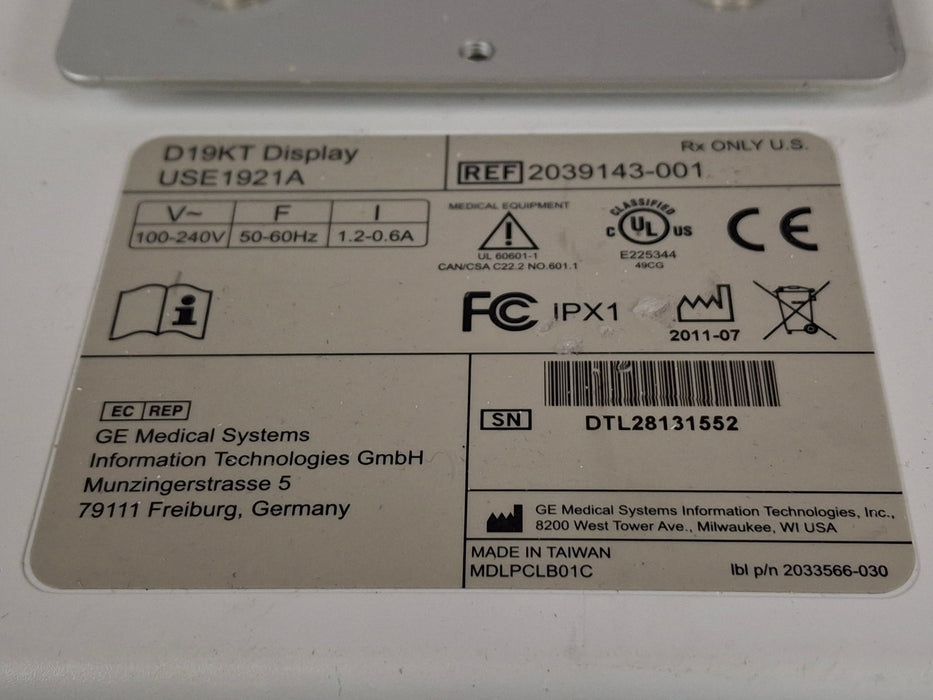 D19KT Display
USE1921A
Rx ONLY U.S.
REF 2039143-001
V~ F I
100-240V 50-60Hz 1.2-0.6A
MEDICAL EQUIPMENT
UL 60601-1
CAN/CSA C22.2 NO.601.1
CLASSIFIED
C UL US
E225344
49CG
CE
i
FC IPX1
2011-07
EC REP
GE Medical Systems
Information Technologies GmbH
Munzingerstrasse 5
79111 Freiburg, Germany
SN DTL28131552
GE Medical Systems Information Technologies, Inc.,
8200 West Tower Ave., Milwaukee, WI USA
MADE IN TAIWAN
MDLPCLB01C
lbl p/n 2033566-030